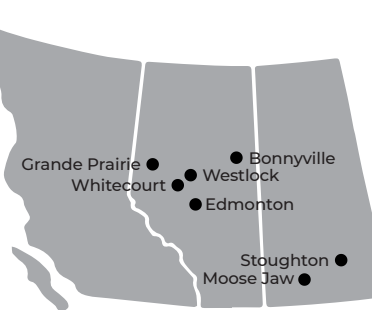 Bonnyville
Grande Prairie
Westlock
Whitecourt
Edmonton
Stoughton
Moose Jaw